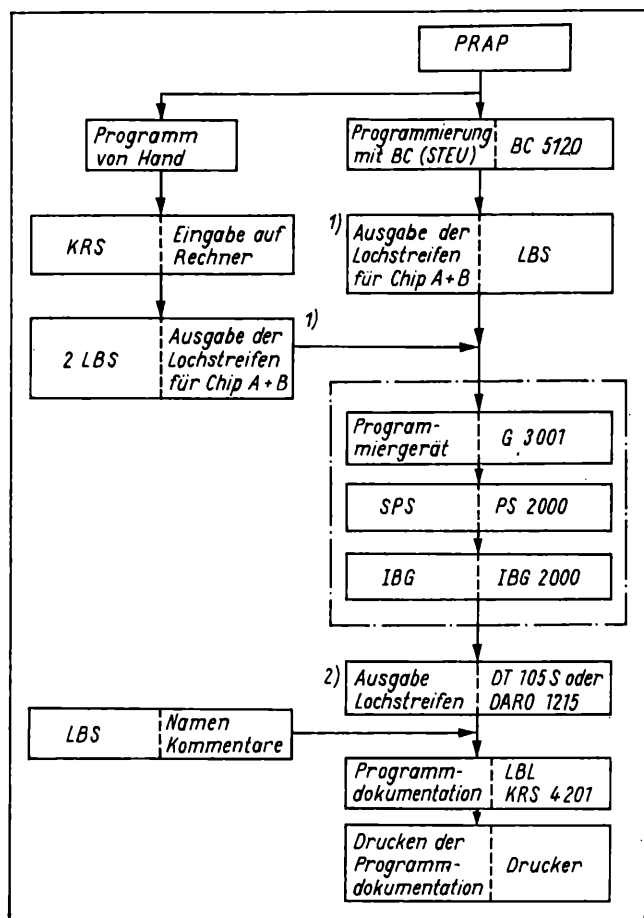 PRAP
Programm
von Hand
Programmierung
mit BC (STEU)
BC 5120
KRS
Eingabe auf
Rechner
1)
Ausgabe der
Lochstreifen
für Chip A+B
LBS
2 LBS
Ausgabe der
Lochstreifen
für Chip A+B
1)
Program-
miergerät
G 3001
SPS
PS 2000
IBG
IBG 2000
2)
Ausgabe
Lochstreifen
DT 105 S oder
DARO 1215
LBS
Namen
Kommentare
Programm-
dokumentation
LBL
KRS 4201
Drucken der
Programm-
dokumentation
Drucker